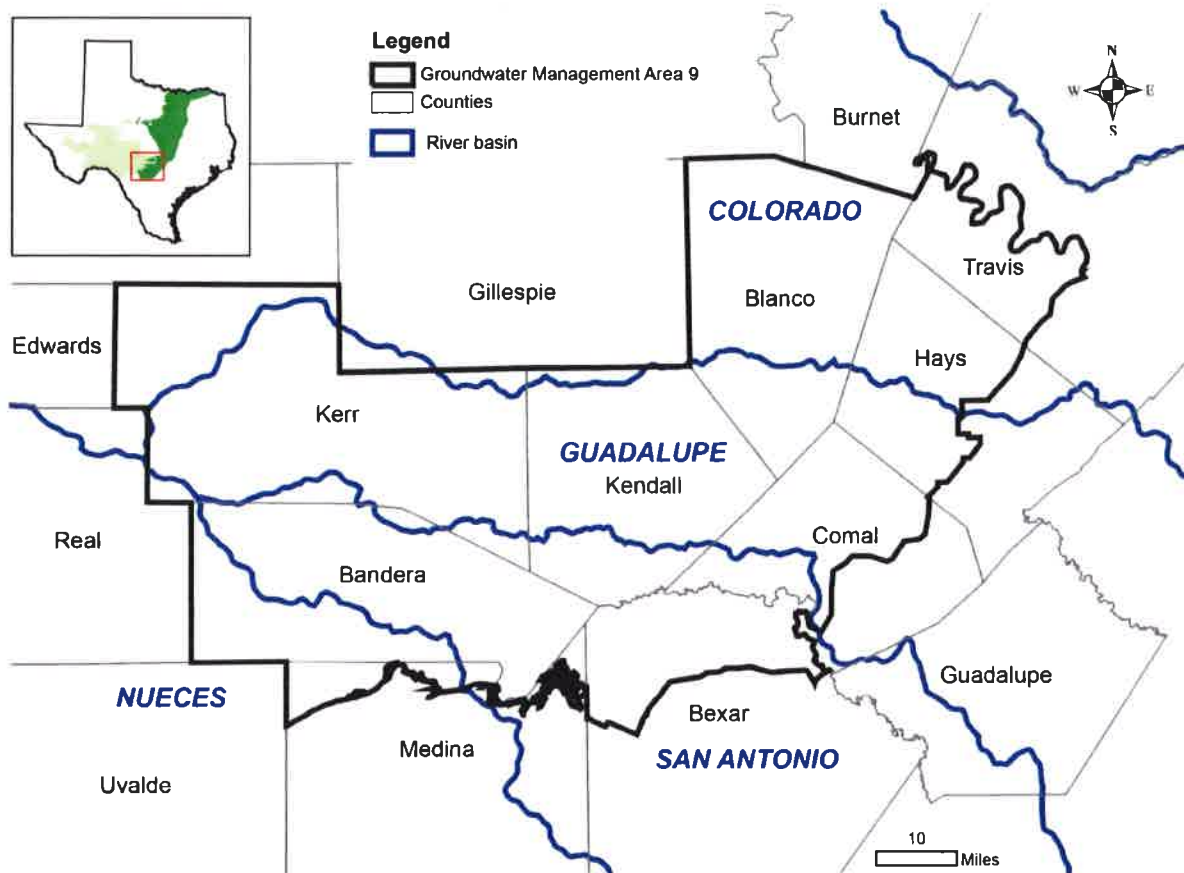 Legend
Groundwater Management Area 9
Counties
River basin
N
W
E
S
Burnet
COLORADO
Travis
Gillespie
Blanco
Edwards
Hays
Kerr
GUADALUPE
Kendall
Real
Comal
Bandera
Guadalupe
NUECES
Bexar
Medina
SAN ANTONIO
Uvalde
10
Miles